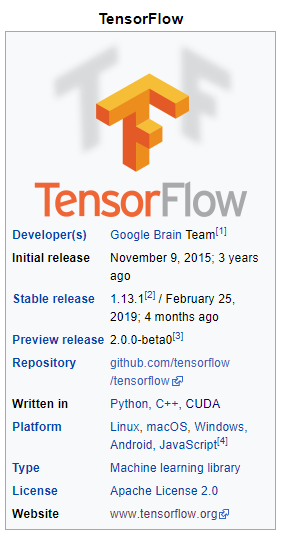 TensorFlow
TensorFlow
Developer(s) Google Brain Team[1]
Initial release November 9, 2015; 3 years
ago
Stable release 1.13.1[2] / February 25,
2019; 4 months ago
Preview release 2.0.0-beta0[3]
Repository github.com/tensorflow
/tensorflow
Written in Python, C++, CUDA
Platform Linux, macOS, Windows,
Android, JavaScript[4]
Type Machine learning library
License Apache License 2.0
Website www.tensorflow.org